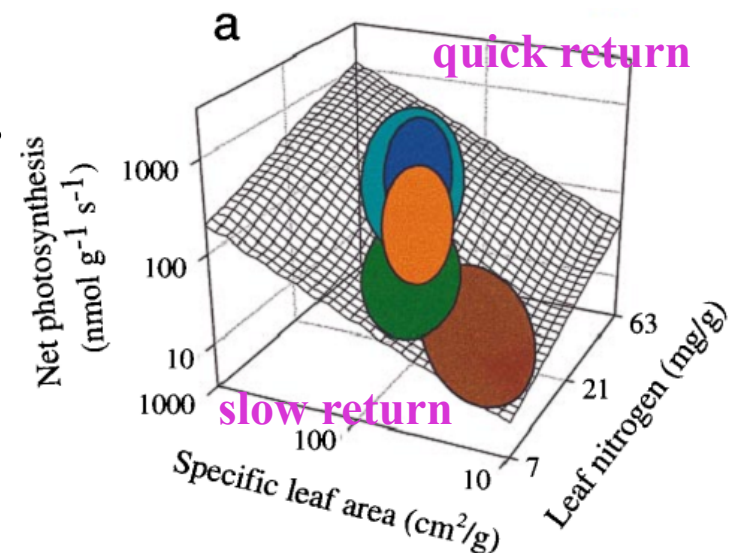 a
quick return
Net photosynthesis
(nmol g⁻¹ s⁻¹)
1000
100
10
1000
slow return
100
10
Specific leaf area (cm²/g)
7
21
63
Leaf nitrogen (mg/g)